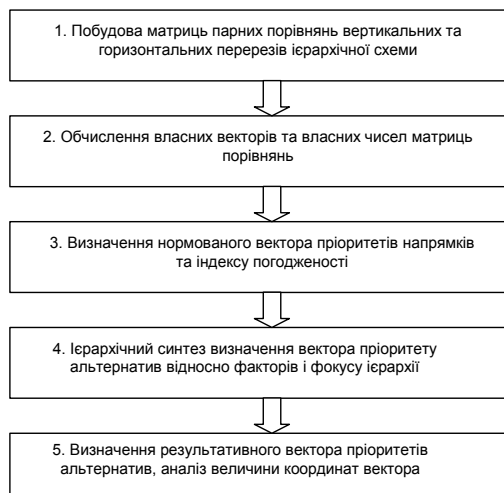 1. Побудова матриць парних порівнянь вертикальних та
горизонтальних перерезів ієрархічної схеми
2. Обчислення власних векторів та власних чисел матриць
порівнянь
3. Визначення нормованого вектора пріоритетів напрямків
та індексу погодженості
4. Ієрархічний синтез визначення вектора пріоритету
альтернатив відносно факторів і фокусу ієрархії
5. Визначення результативного вектора пріоритетів
альтернатив, аналіз величини координат вектора